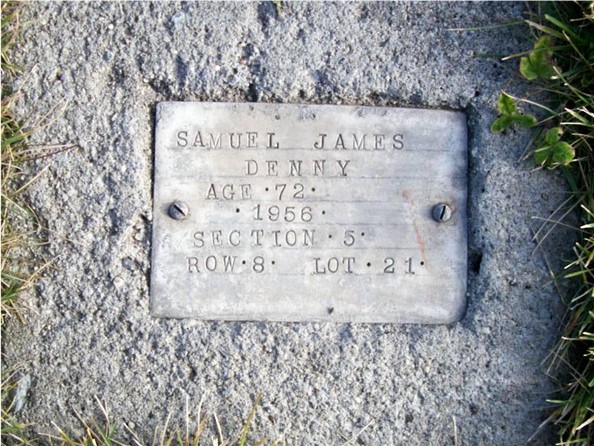 SAMUEL JAMES
DENNY
AGE·72·
·1956·
SECTION·5·
ROW·8· LOT·21·